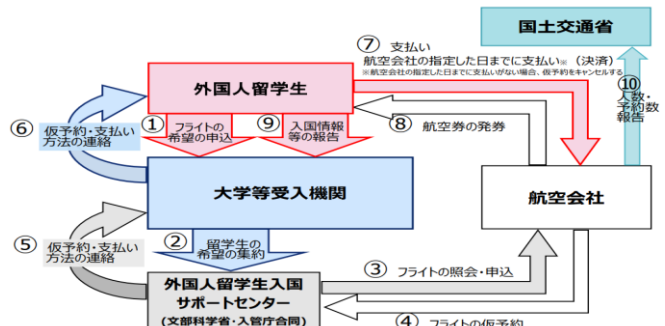 国土交通省
⑦ 支払い
航空会社の指定した日までに支払い※（決済）
※航空会社の指定した日までに支払いがない場合、仮予約をキャンセルする
外国人留学生
⑩
人数・
予約数
報告
⑥ 仮予約・支払い
方法の連絡
① フライトの
希望の申込
⑨ 入国情報
等の報告
⑧ 航空券の発券
大学等受入機関
航空会社
⑤ 仮予約・支払い
方法の連絡
② 留学生の
希望の集約
③ フライトの照会・申込
外国人留学生入国
サポートセンター
(文部科学省・入管庁合同)
④ フライトの仮予約